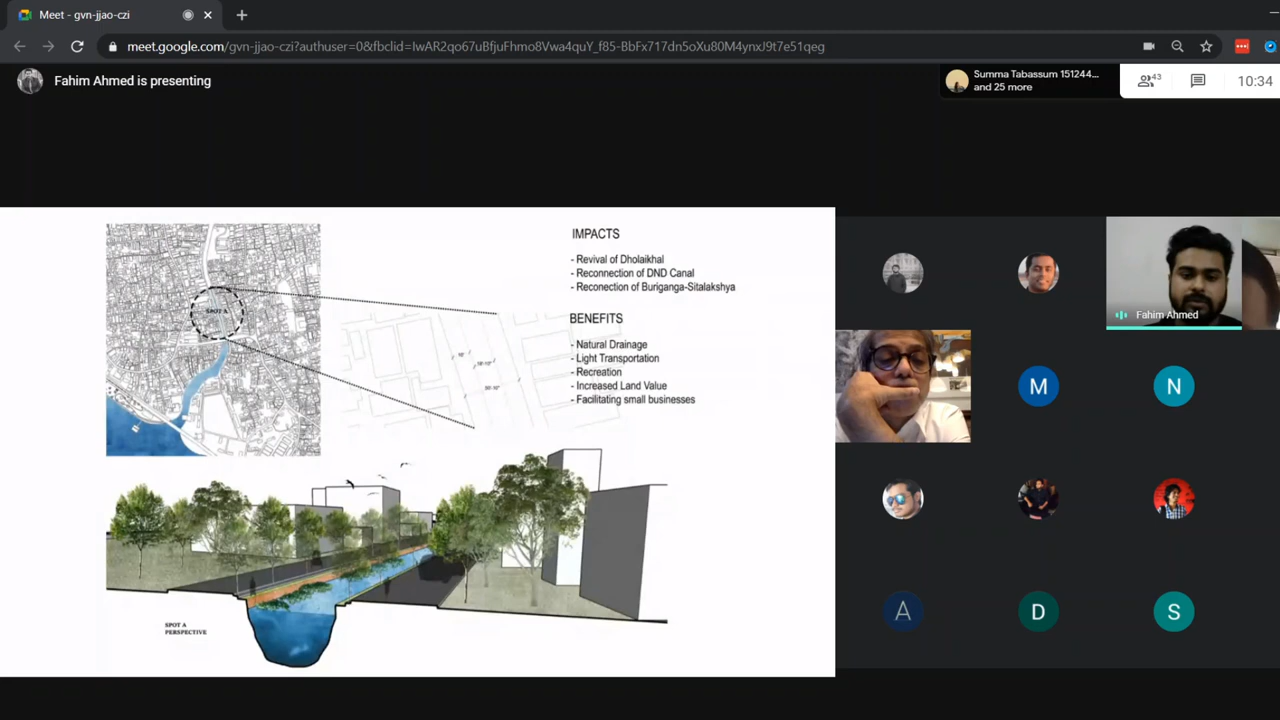 Meet - gvn-jjao-czi
meet.google.com/gvn-jjao-czi?authuser=0&fbclid=IwAR2qo67uBfjuFhmo8Vwa4quY_f85-BbFx717dn5oXu80M4ynxJ9t7e51qeg
Fahim Ahmed is presenting
Summa Tabassum 151244...
and 25 more
43
10:34
IMPACTS
- Revival of Dholaikhal
- Reconnection of DND Canal
- Reconection of Buriganga-Sitalakshya
BENEFITS
- Natural Drainage
- Light Transportation
- Recreation
- Increased Land Value
- Facilitating small businesses
SPOT A
SPOT A
PERSPECTIVE
Fahim Ahmed
M
N
A
D
S